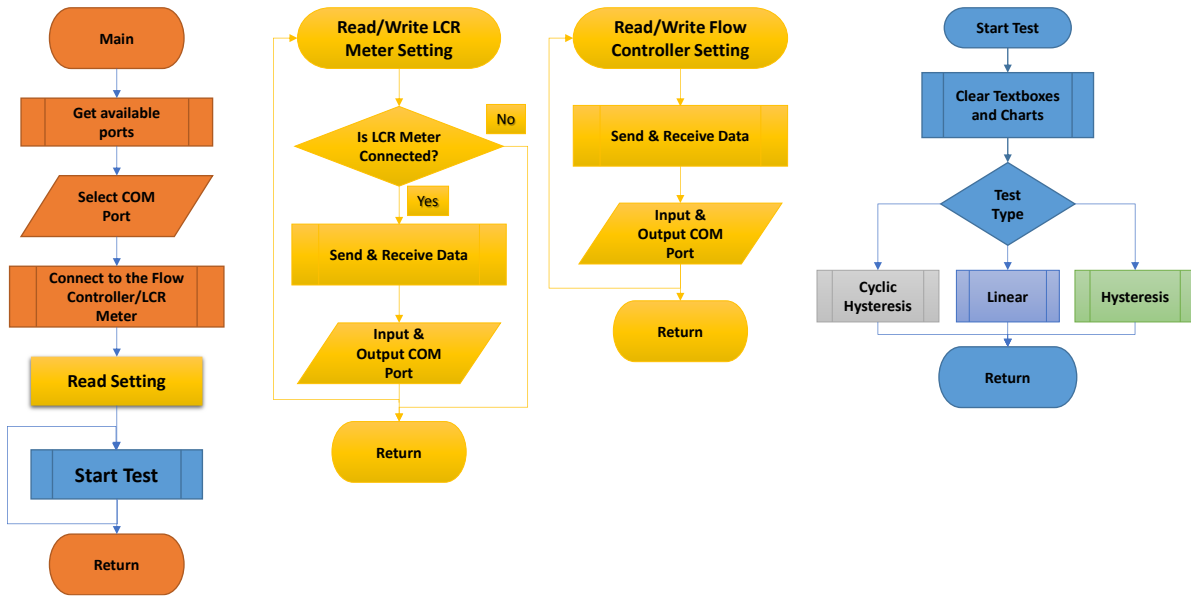 Main
Get available
ports
Select COM
Port
Connect to the Flow
Controller/LCR
Meter
Read Setting
Start Test
Return
Read/Write LCR
Meter Setting
Is LCR Meter
Connected?
No
Yes
Send & Receive Data
Input &
Output COM
Port
Return
Read/Write Flow
Controller Setting
Send & Receive Data
Input &
Output COM
Port
Return
Start Test
Clear Textboxes
and Charts
Test
Type
Cyclic
Hysteresis
Linear
Hysteresis
Return